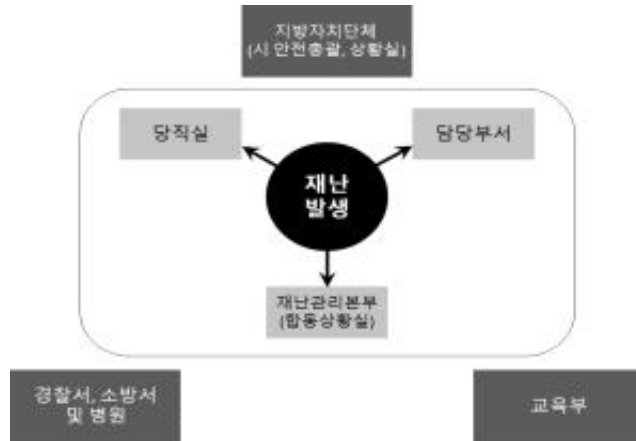 지방자치단체
(시 안전총괄, 상황실)
당직실
담당부서
재난
발생
재난관리본부
(합동상황실)
경찰서, 소방서
및 병원
교육부